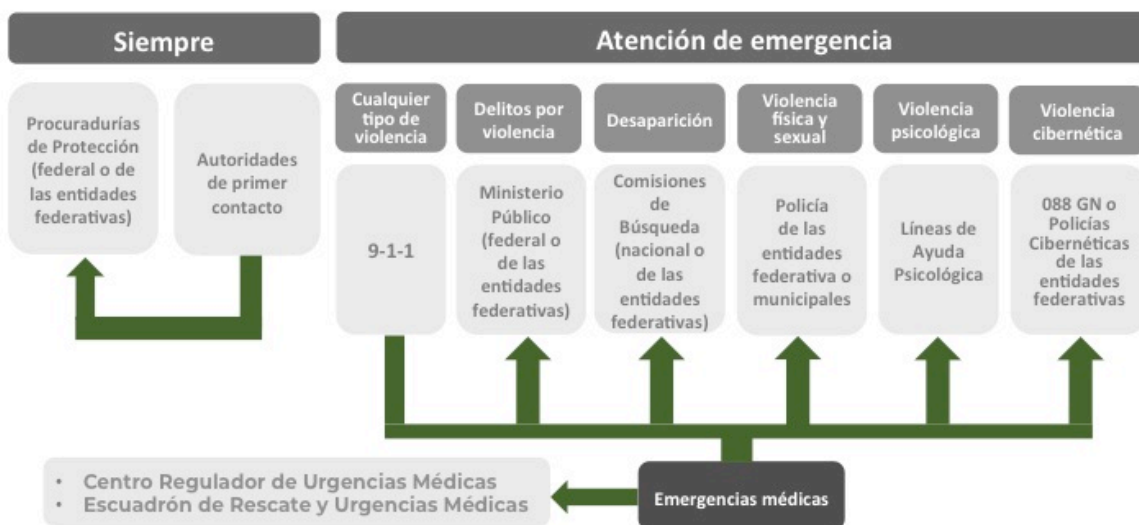 Siempre
Procuradurías
de Protección
(federal o de
las entidades
federativas)
Autoridades
de primer
contacto
Atención de emergencia
Cualquier
tipo de
violencia
9-1-1
Delitos por
violencia
Ministerio
Público
(federal o
de las
entidades
federativas)
Desaparición
Comisiones
de
Búsqueda
(nacional o
de las
entidades
federativas)
Violencia
física y
sexual
Policía
de las
entidades
federativa o
municipales
Violencia
psicológica
Líneas de
Ayuda
Psicológica
Violencia
cibernética
088 GN o
Policías
Cibernéticas
de las
entidades
federativas
Emergencias médicas
• Centro Regulador de Urgencias Médicas
• Escuadrón de Rescate y Urgencias Médicas